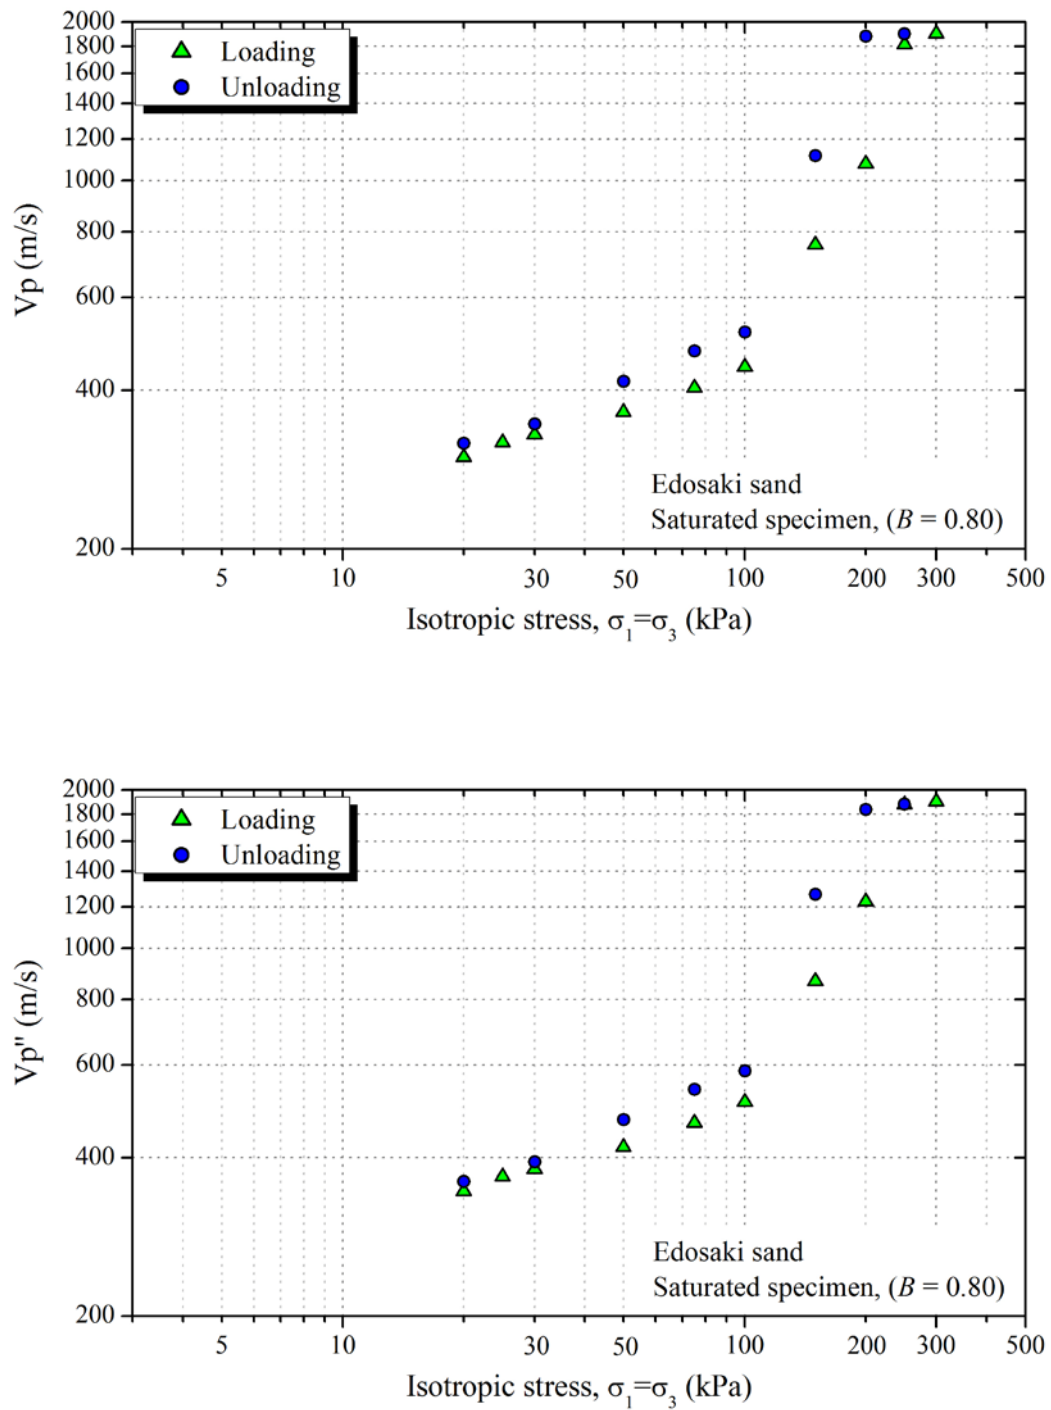 2000
1800
1600
1400
1200
1000
800
600
400
200
Vp (m/s)
Loading
Unloading
Edosaki sand
Saturated specimen, (B = 0.80)
5 10 30 50 100 200 300 500
Isotropic stress, σ₁=σ₃ (kPa)
2000
1800
1600
1400
1200
1000
800
600
400
200
Vp" (m/s)
Loading
Unloading
Edosaki sand
Saturated specimen, (B = 0.80)
5 10 30 50 100 200 300 500
Isotropic stress, σ₁=σ₃ (kPa)